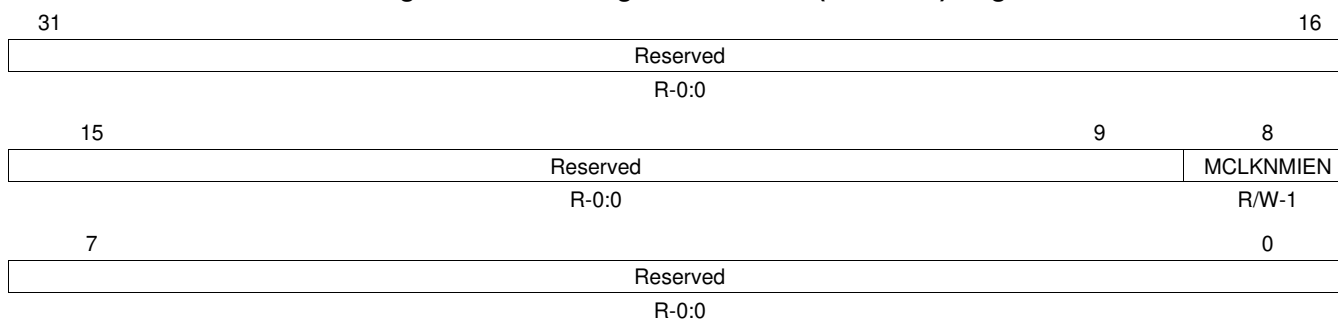 31 16
Reserved
R-0:0
15 9 8
Reserved MCLKNMIEN
R-0:0 R/W-1
7 0
Reserved
R-0:0